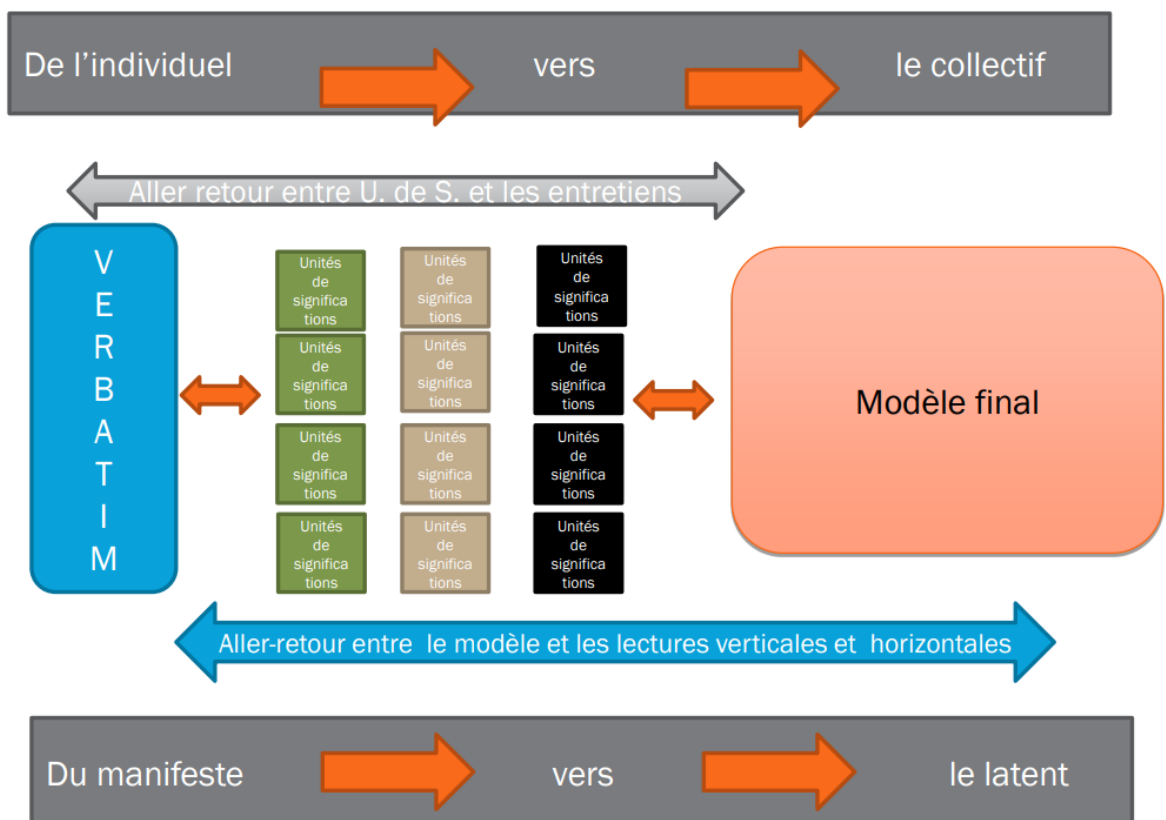 De l’individuel vers le collectif
Aller retour entre U. de S. et les entretiens
V
E
R
B
A
T
I
M
Unités
de
significa
tions
Unités
de
significa
tions
Unités
de
significa
tions
Unités
de
significa
tions
Unités
de
significa
tions
Unités
de
significa
tions
Unités
de
significa
tions
Unités
de
significa
tions
Unités
de
significa
tions
Unités
de
significa
tions
Unités
de
significa
tions
Unités
de
significa
tions
Modèle final
Aller-retour entre le modèle et les lectures verticales et horizontales
Du manifeste vers le latent